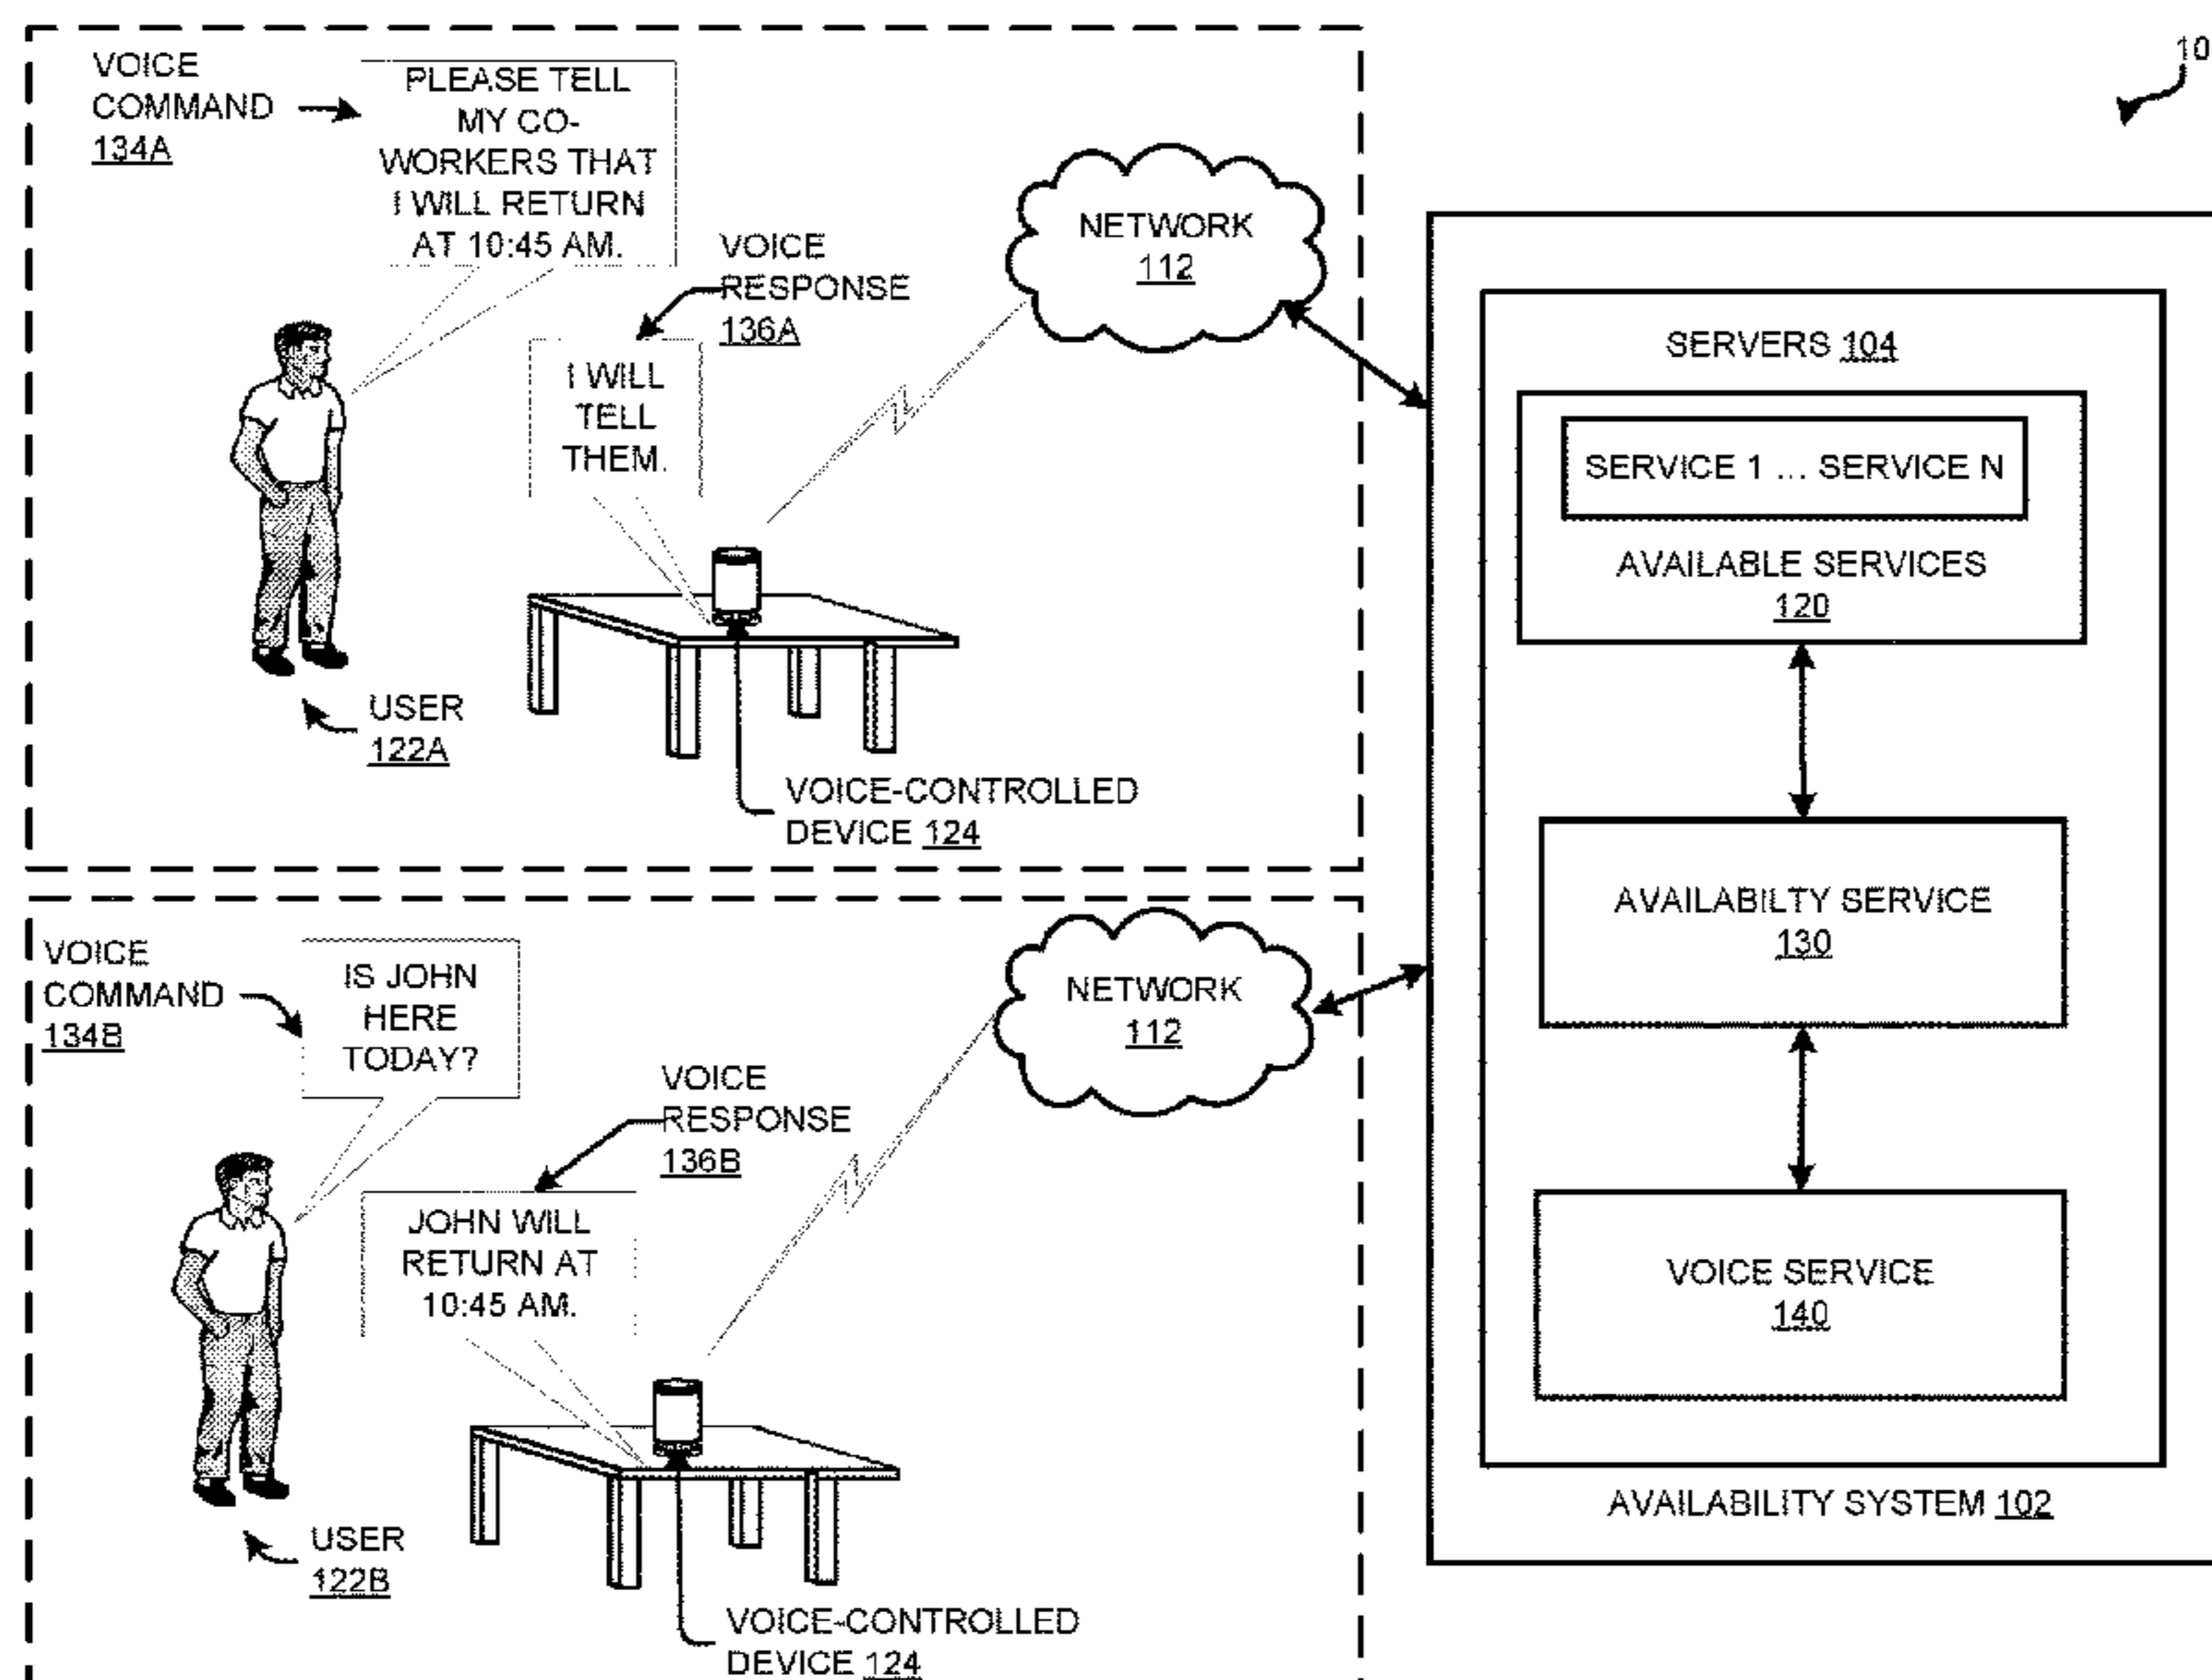 VOICE
COMMAND
134A
PLEASE TELL
MY CO-
WORKERS THAT
I WILL RETURN
AT 10:45 AM.
VOICE
RESPONSE
136A
I WILL
TELL
THEM.
NETWORK
112
USER
122A
VOICE-CONTROLLED
DEVICE 124
VOICE
COMMAND
134B
IS JOHN
HERE
TODAY?
VOICE
RESPONSE
136B
JOHN WILL
RETURN AT
10:45 AM.
NETWORK
112
USER
122B
VOICE-CONTROLLED
DEVICE 124
10
SERVERS 104
SERVICE 1 ... SERVICE N
AVAILABLE SERVICES
120
AVAILABILTY SERVICE
130
VOICE SERVICE
140
AVAILABILITY SYSTEM 102